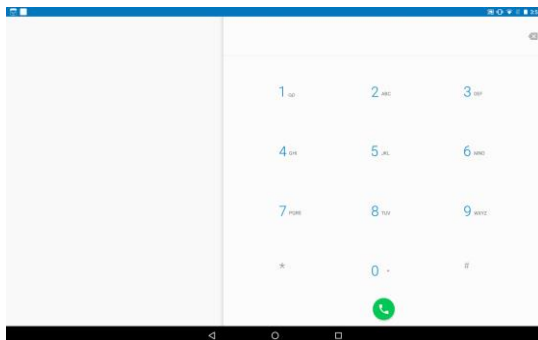 1
2 ABC
3 DEF
4 GHI
5 JKL
6 MNO
7 PQRS
8 TUV
9 WXYZ
*
0 +
#